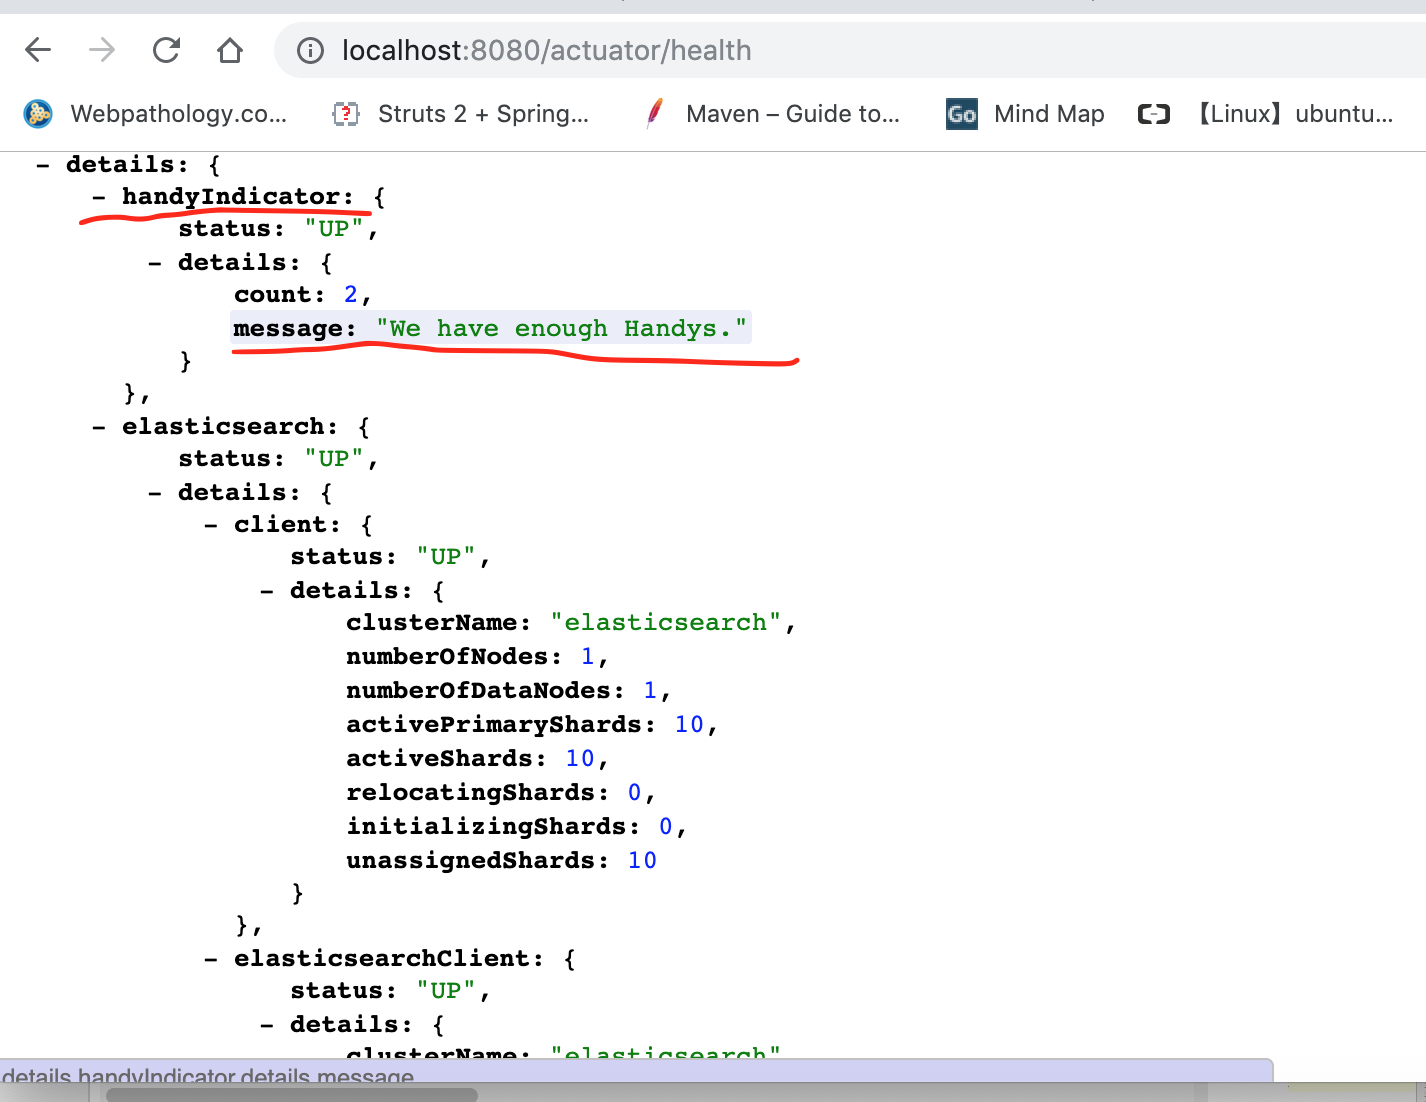 localhost:8080/actuator/health
Webpathology.co... Struts 2 + Spring... Maven – Guide to... Go Mind Map 【Linux】ubuntu...
– details: {
– handyIndicator: {
status: "UP",
– details: {
count: 2,
message: "We have enough Handys."
}
},
– elasticsearch: {
status: "UP",
– details: {
– client: {
status: "UP",
– details: {
clusterName: "elasticsearch",
numberOfNodes: 1,
numberOfDataNodes: 1,
activePrimaryShards: 10,
activeShards: 10,
relocatingShards: 0,
initializingShards: 0,
unassignedShards: 10
}
},
– elasticsearchClient: {
status: "UP",
– details: {
clusterName: "elasticsearch"
details.handyIndicator.details.message